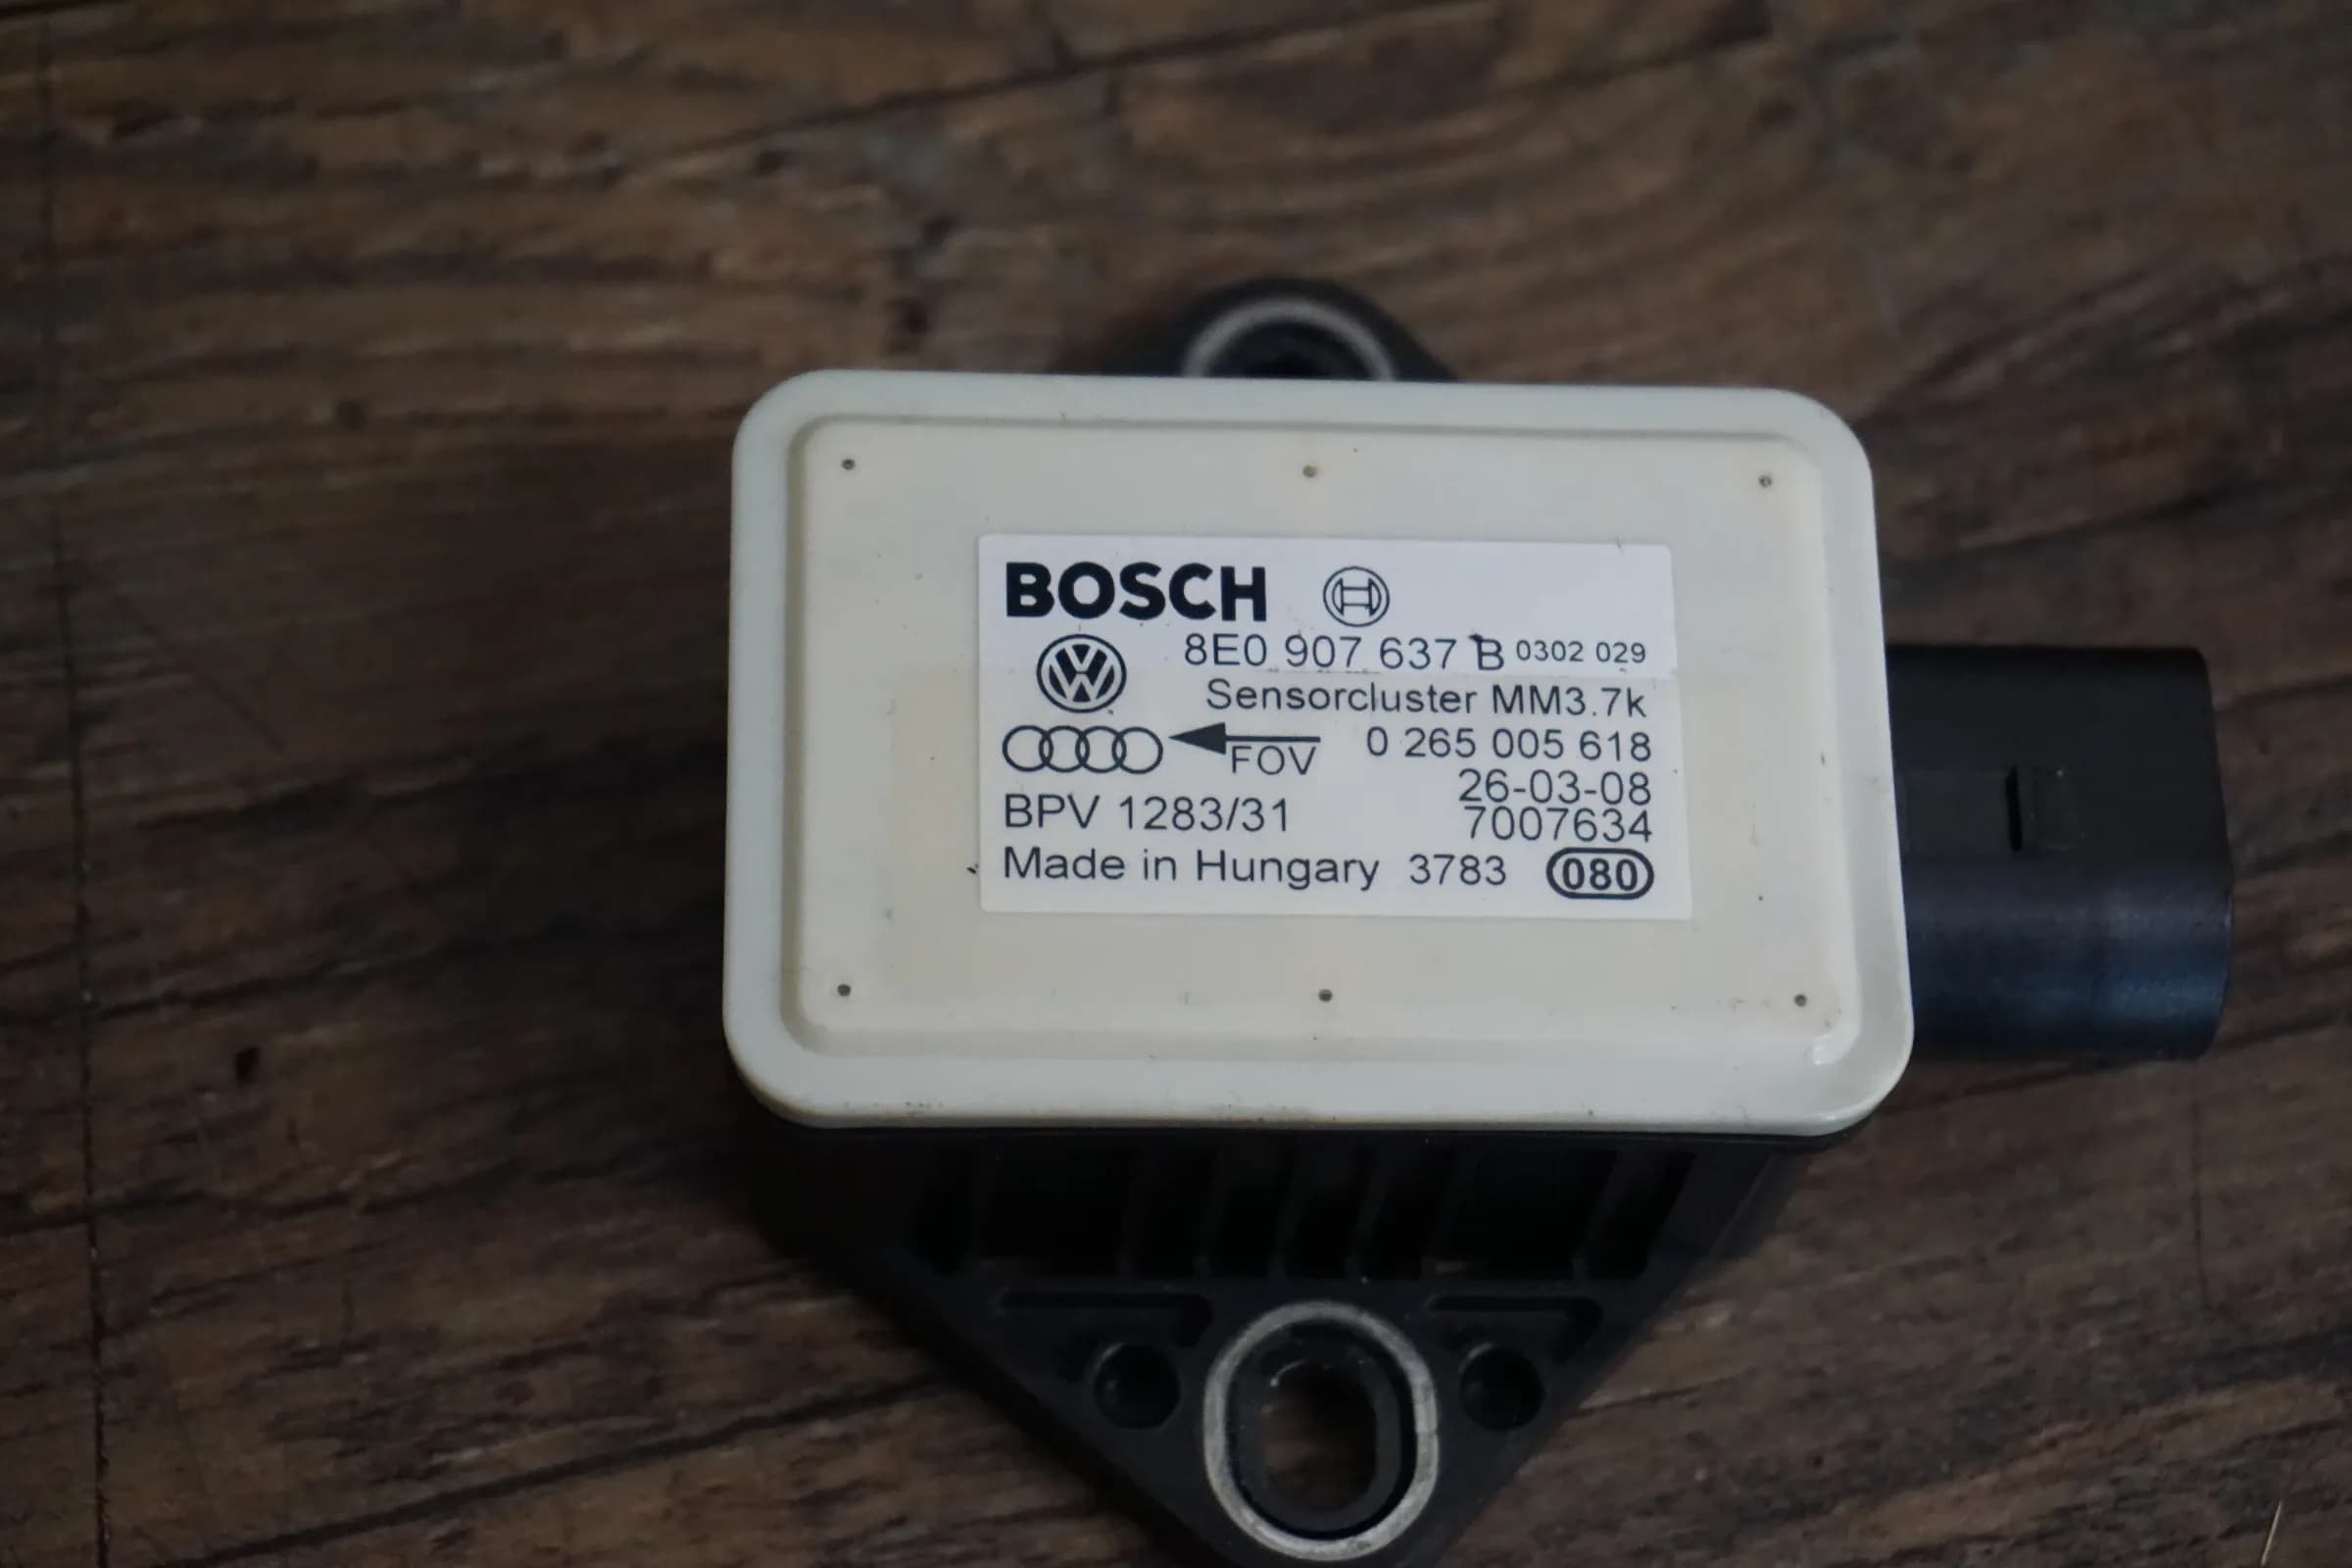 BOSCH
8E0 907 637 B 0302 029
Sensorcluster MM3.7k
FOV 0 265 005 618
26-03-08
BPV 1283/31 7007634
Made in Hungary 3783 080